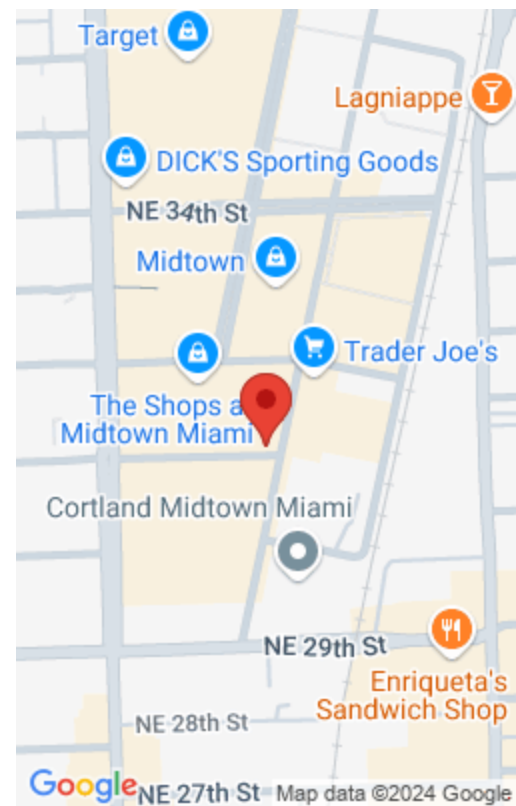 Target
Lagniappe
DICK'S Sporting Goods
NE 34th St
Midtown
Trader Joe's
The Shops a
Midtown Miami
Cortland Midtown Miami
NE 29th St
Enriqueta's
Sandwich Shop
NE 28th St
Google
NE 27th St
Map data ©2024 Google